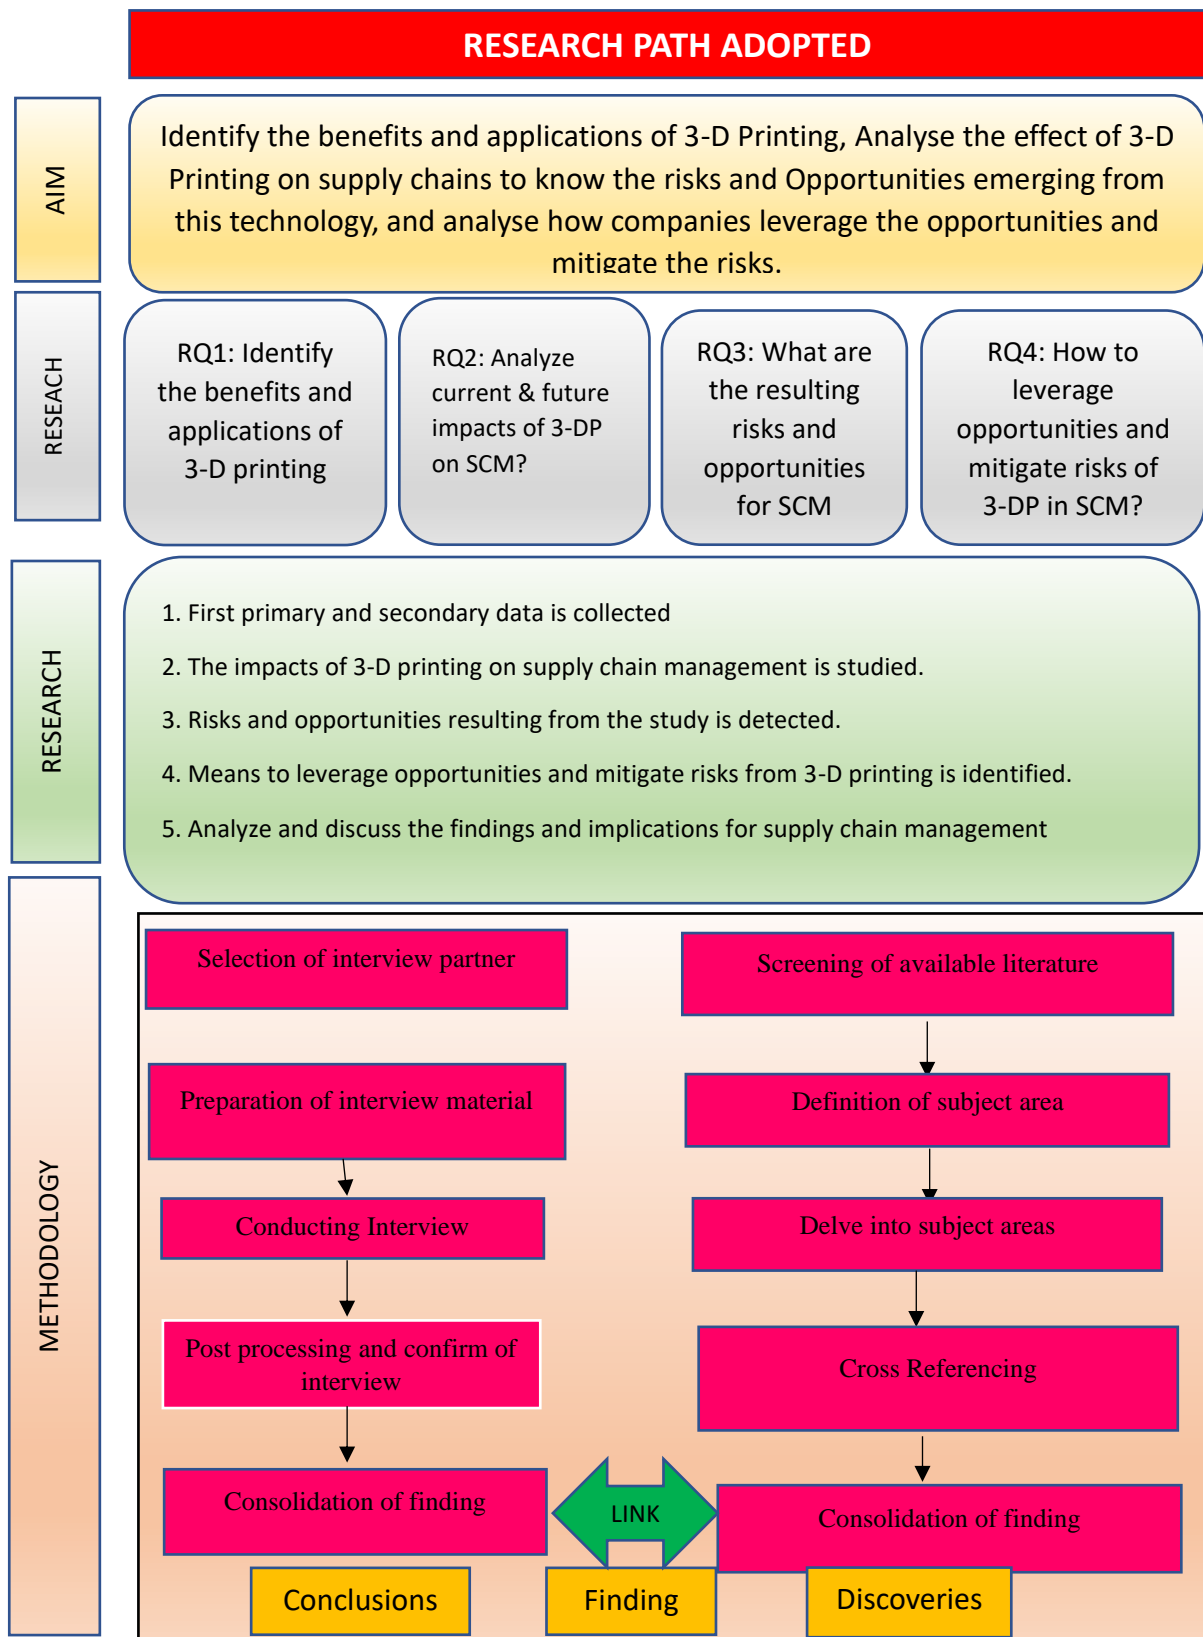 RESEARCH PATH ADOPTED
AIM
Identify the benefits and applications of 3-D Printing, Analyse the effect of 3-D
Printing on supply chains to know the risks and Opportunities emerging from
this technology, and analyse how companies leverage the opportunities and
mitigate the risks.
RESEACH
RQ1: Identify
the benefits and
applications of
3-D printing
RQ2: Analyze
current & future
impacts of 3-DP
on SCM?
RQ3: What are
the resulting
risks and
opportunities
for SCM
RQ4: How to
leverage
opportunities and
mitigate risks of
3-DP in SCM?
RESEARCH
1. First primary and secondary data is collected
2. The impacts of 3-D printing on supply chain management is studied.
3. Risks and opportunities resulting from the study is detected.
4. Means to leverage opportunities and mitigate risks from 3-D printing is identified.
5. Analyze and discuss the findings and implications for supply chain management
METHODOLOGY
Selection of interview partner
Preparation of interview material
Conducting Interview
Post processing and confirm of
interview
Consolidation of finding
Screening of available literature
Definition of subject area
Delve into subject areas
Cross Referencing
Consolidation of finding
LINK
Conclusions
Finding
Discoveries